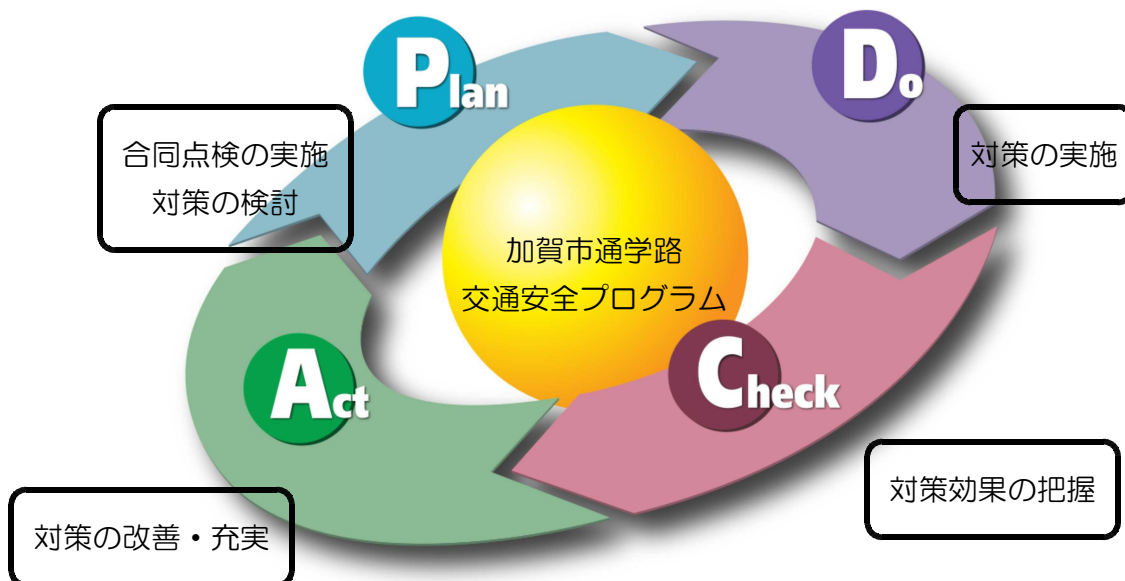 Plan
Do
合同点検の実施
対策の検討
対策の実施
加賀市通学路
交通安全プログラム
Act
Check
対策効果の把握
対策の改善・充実